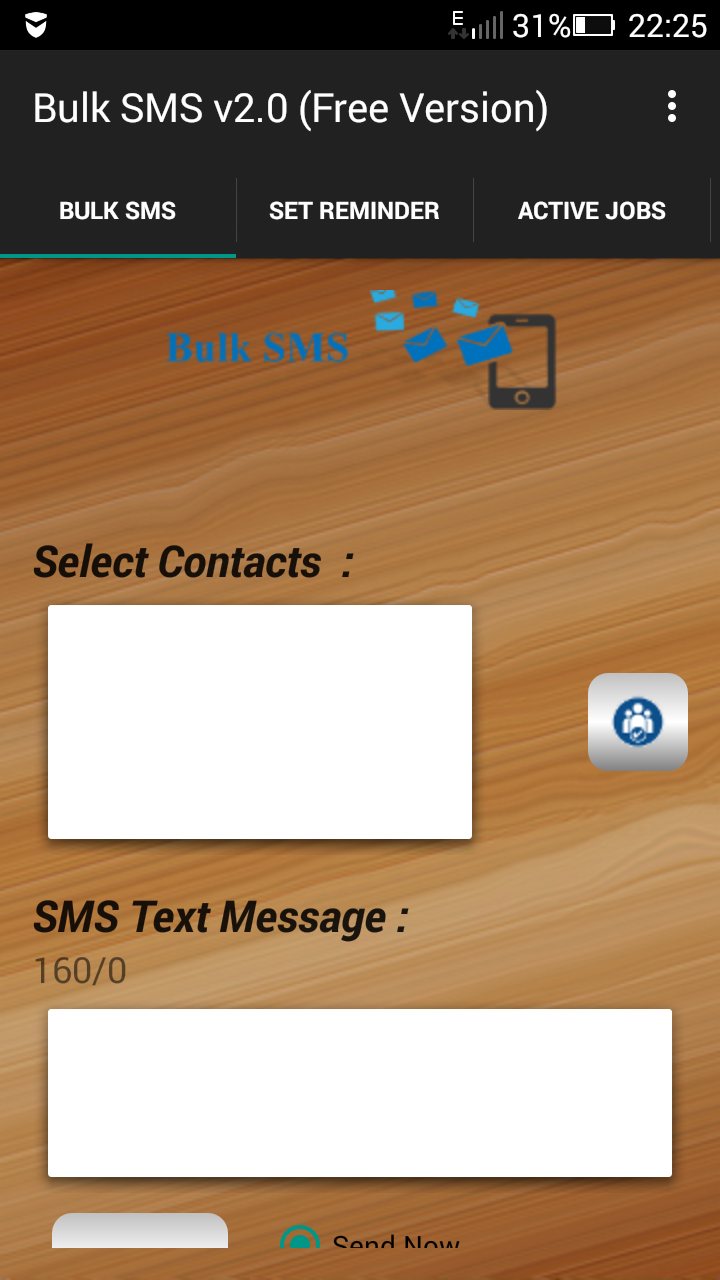 E 31% 22:25
Bulk SMS v2.0 (Free Version)
BULK SMS SET REMINDER ACTIVE JOBS
Bulk SMS
Select Contacts :
SMS Text Message :
160/0
Send Now